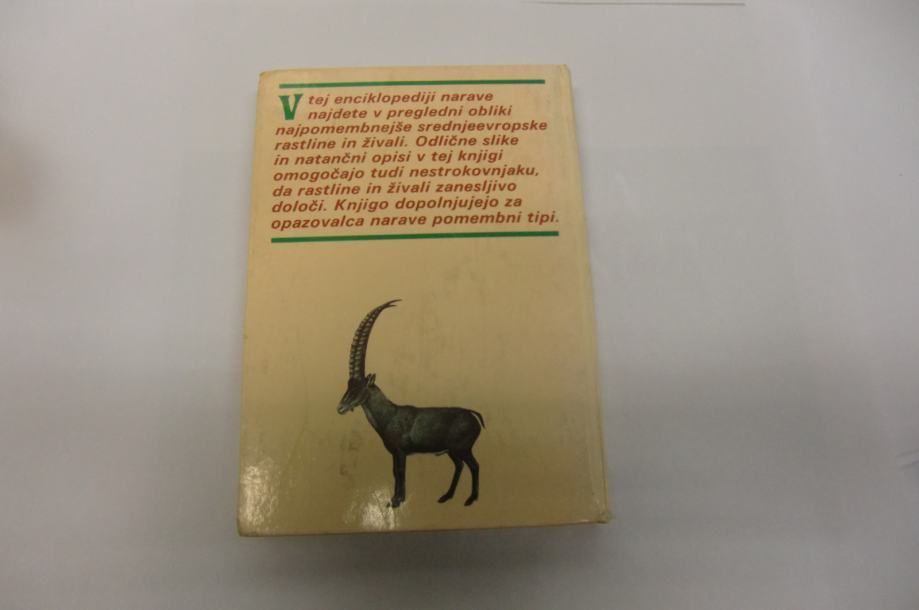 V tej enciklopediji narave
najdete v pregledni obliki
najpomembnejše srednjeevropske
rastline in živali. Odlične slike
in natančni opisi v tej knjigi
omogočajo tudi nestrokovnjaku,
da rastline in živali zanesljivo
določi. Knjigo dopolnjujejo za
opazovalca narave pomembni tipi.